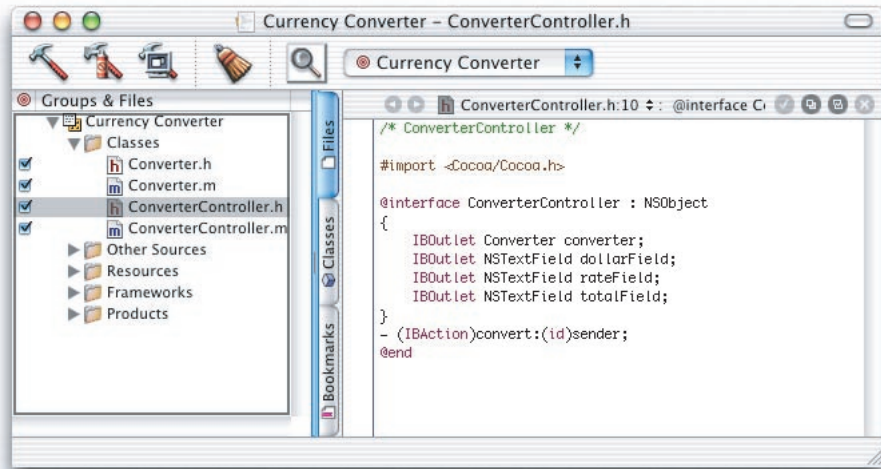 Currency Converter – ConverterController.h
Currency Converter
Groups & Files
Currency Converter
Classes
Converter.h
Converter.m
ConverterController.h
ConverterController.m
Other Sources
Resources
Frameworks
Products
Files
Classes
Bookmarks
ConverterController.h:10 : @interface C
/* ConverterController */
#import <Cocoa/Cocoa.h>
@interface ConverterController : NSObject
{
IBOutlet Converter converter;
IBOutlet NSTextField dollarField;
IBOutlet NSTextField rateField;
IBOutlet NSTextField totalField;
}
– (IBAction)convert:(id)sender;
@end